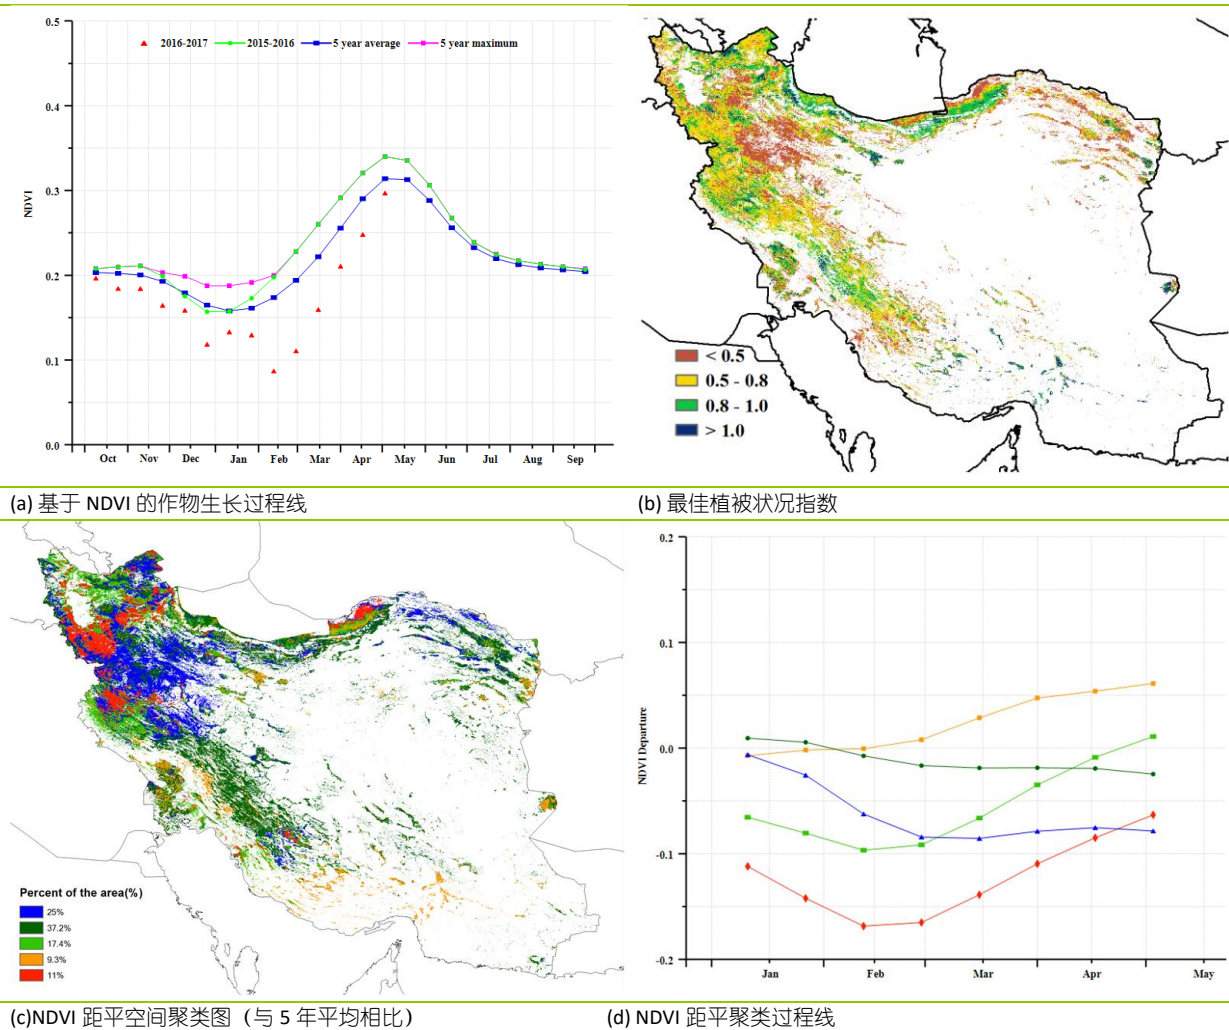 0.5
2016-2017 2015-2016 5 year average 5 year maximum
0.4
0.3
NDVI
0.2
0.1
0.0
Oct Nov Dec Jan Feb Mar Apr May Jun Jul Aug Sep
< 0.5
0.5 - 0.8
0.8 - 1.0
> 1.0
(a) 基于 NDVI 的作物生长过程线
(b) 最佳植被状况指数
Percent of the area(%)
25%
37.2%
17.4%
9.3%
11%
0.2
0.1
NDVI Departure
0.0
-0.1
-0.2
Jan Feb Mar Apr May
(c)NDVI 距平空间聚类图（与 5 年平均相比）
(d) NDVI 距平聚类过程线